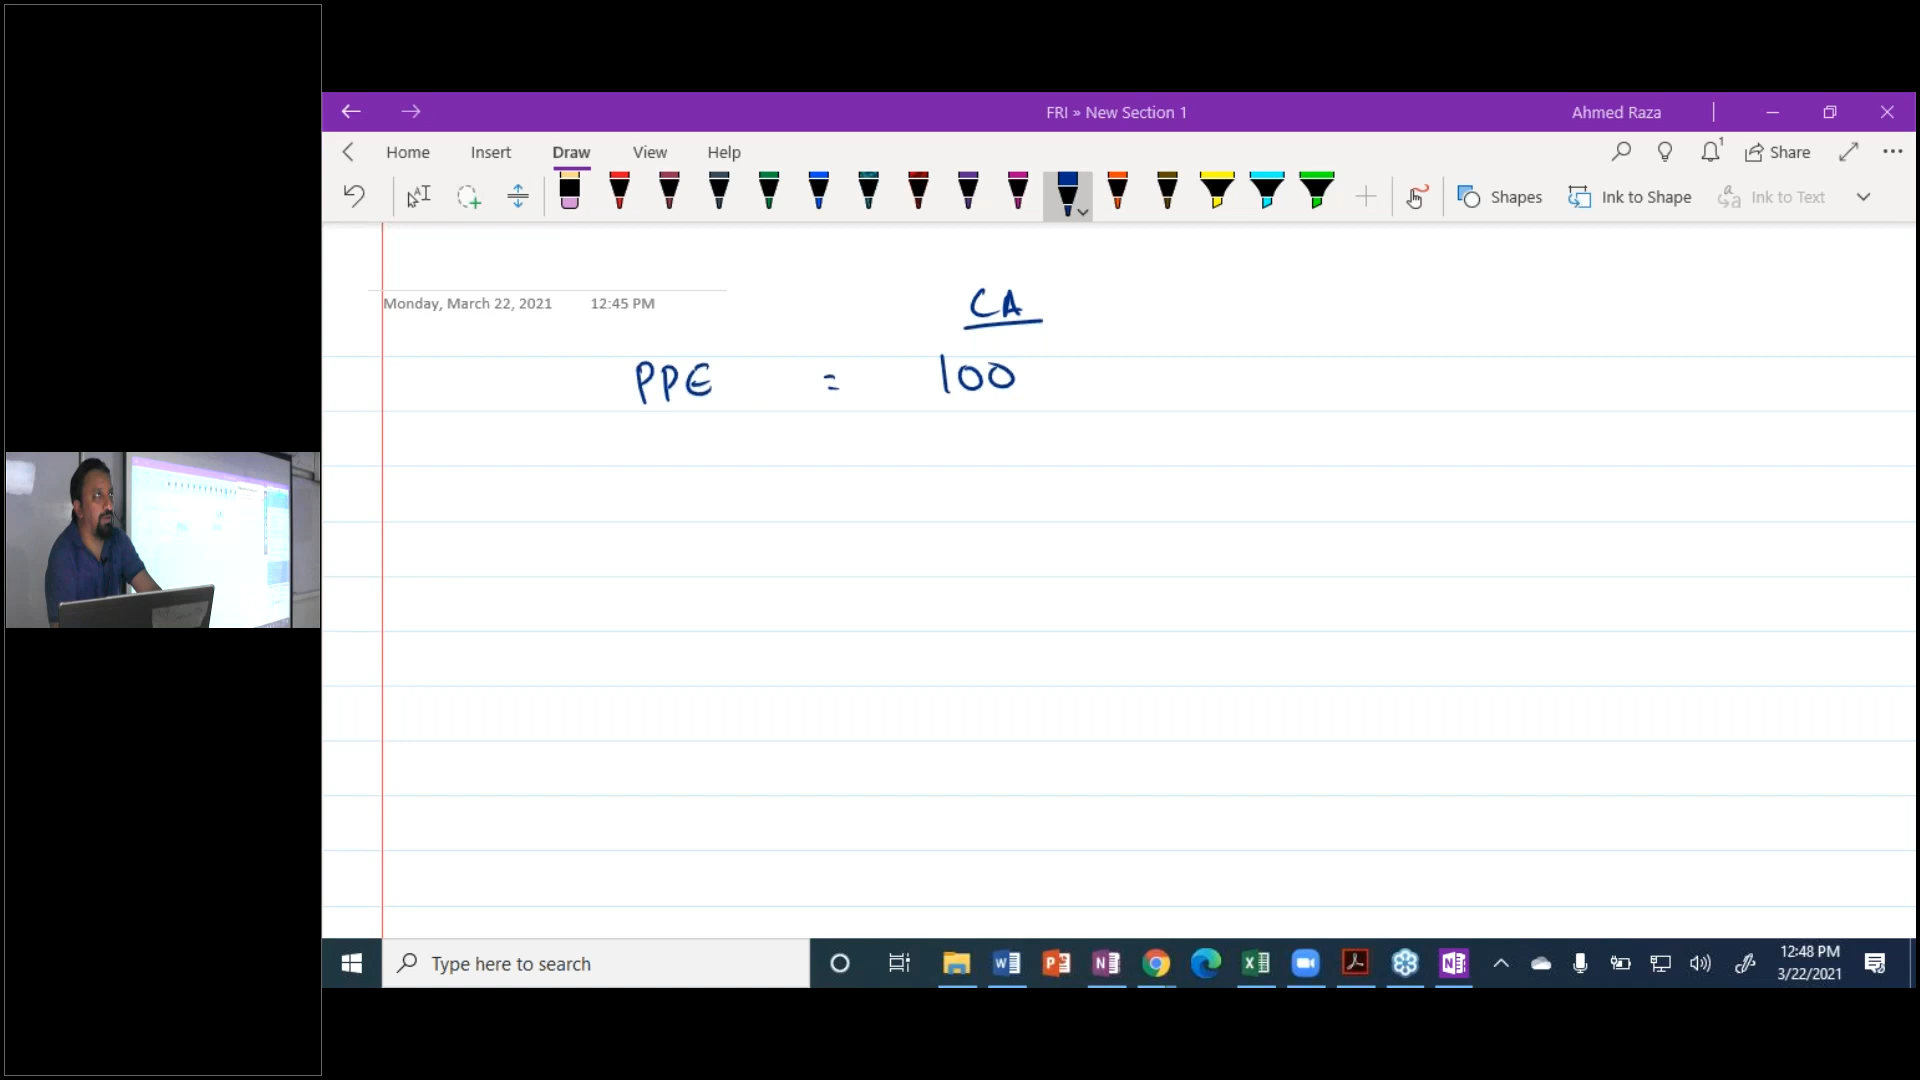 FRI » New Section 1
Ahmed Raza
Home Insert Draw View Help
1
Share
Shapes
Ink to Shape
Ink to Text
Monday, March 22, 2021 12:45 PM
CA
PPE = 100
Type here to search
12:48 PM
3/22/2021